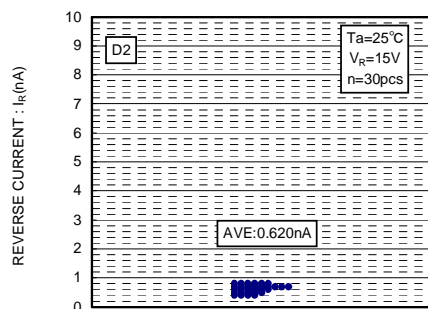 REVERSE CURRENT : IR(nA)
10
9
8
7
6
5
4
3
2
1
0
D2
Ta=25℃
VR=15V
n=30pcs
AVE:0.620nA